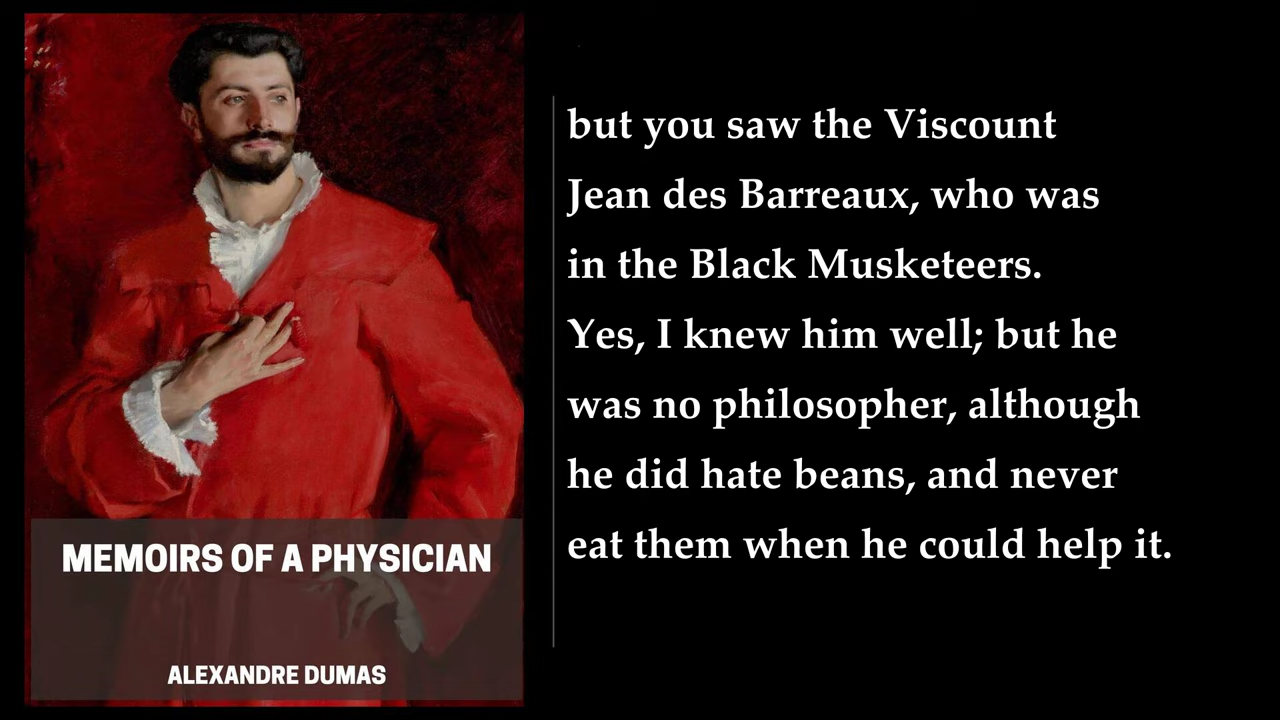 but you saw the Viscount
Jean des Barreaux, who was
in the Black Musketeers.
Yes, I knew him well; but he
was no philosopher, although
he did hate beans, and never
eat them when he could help it.
MEMOIRS OF A PHYSICIAN
ALEXANDRE DUMAS